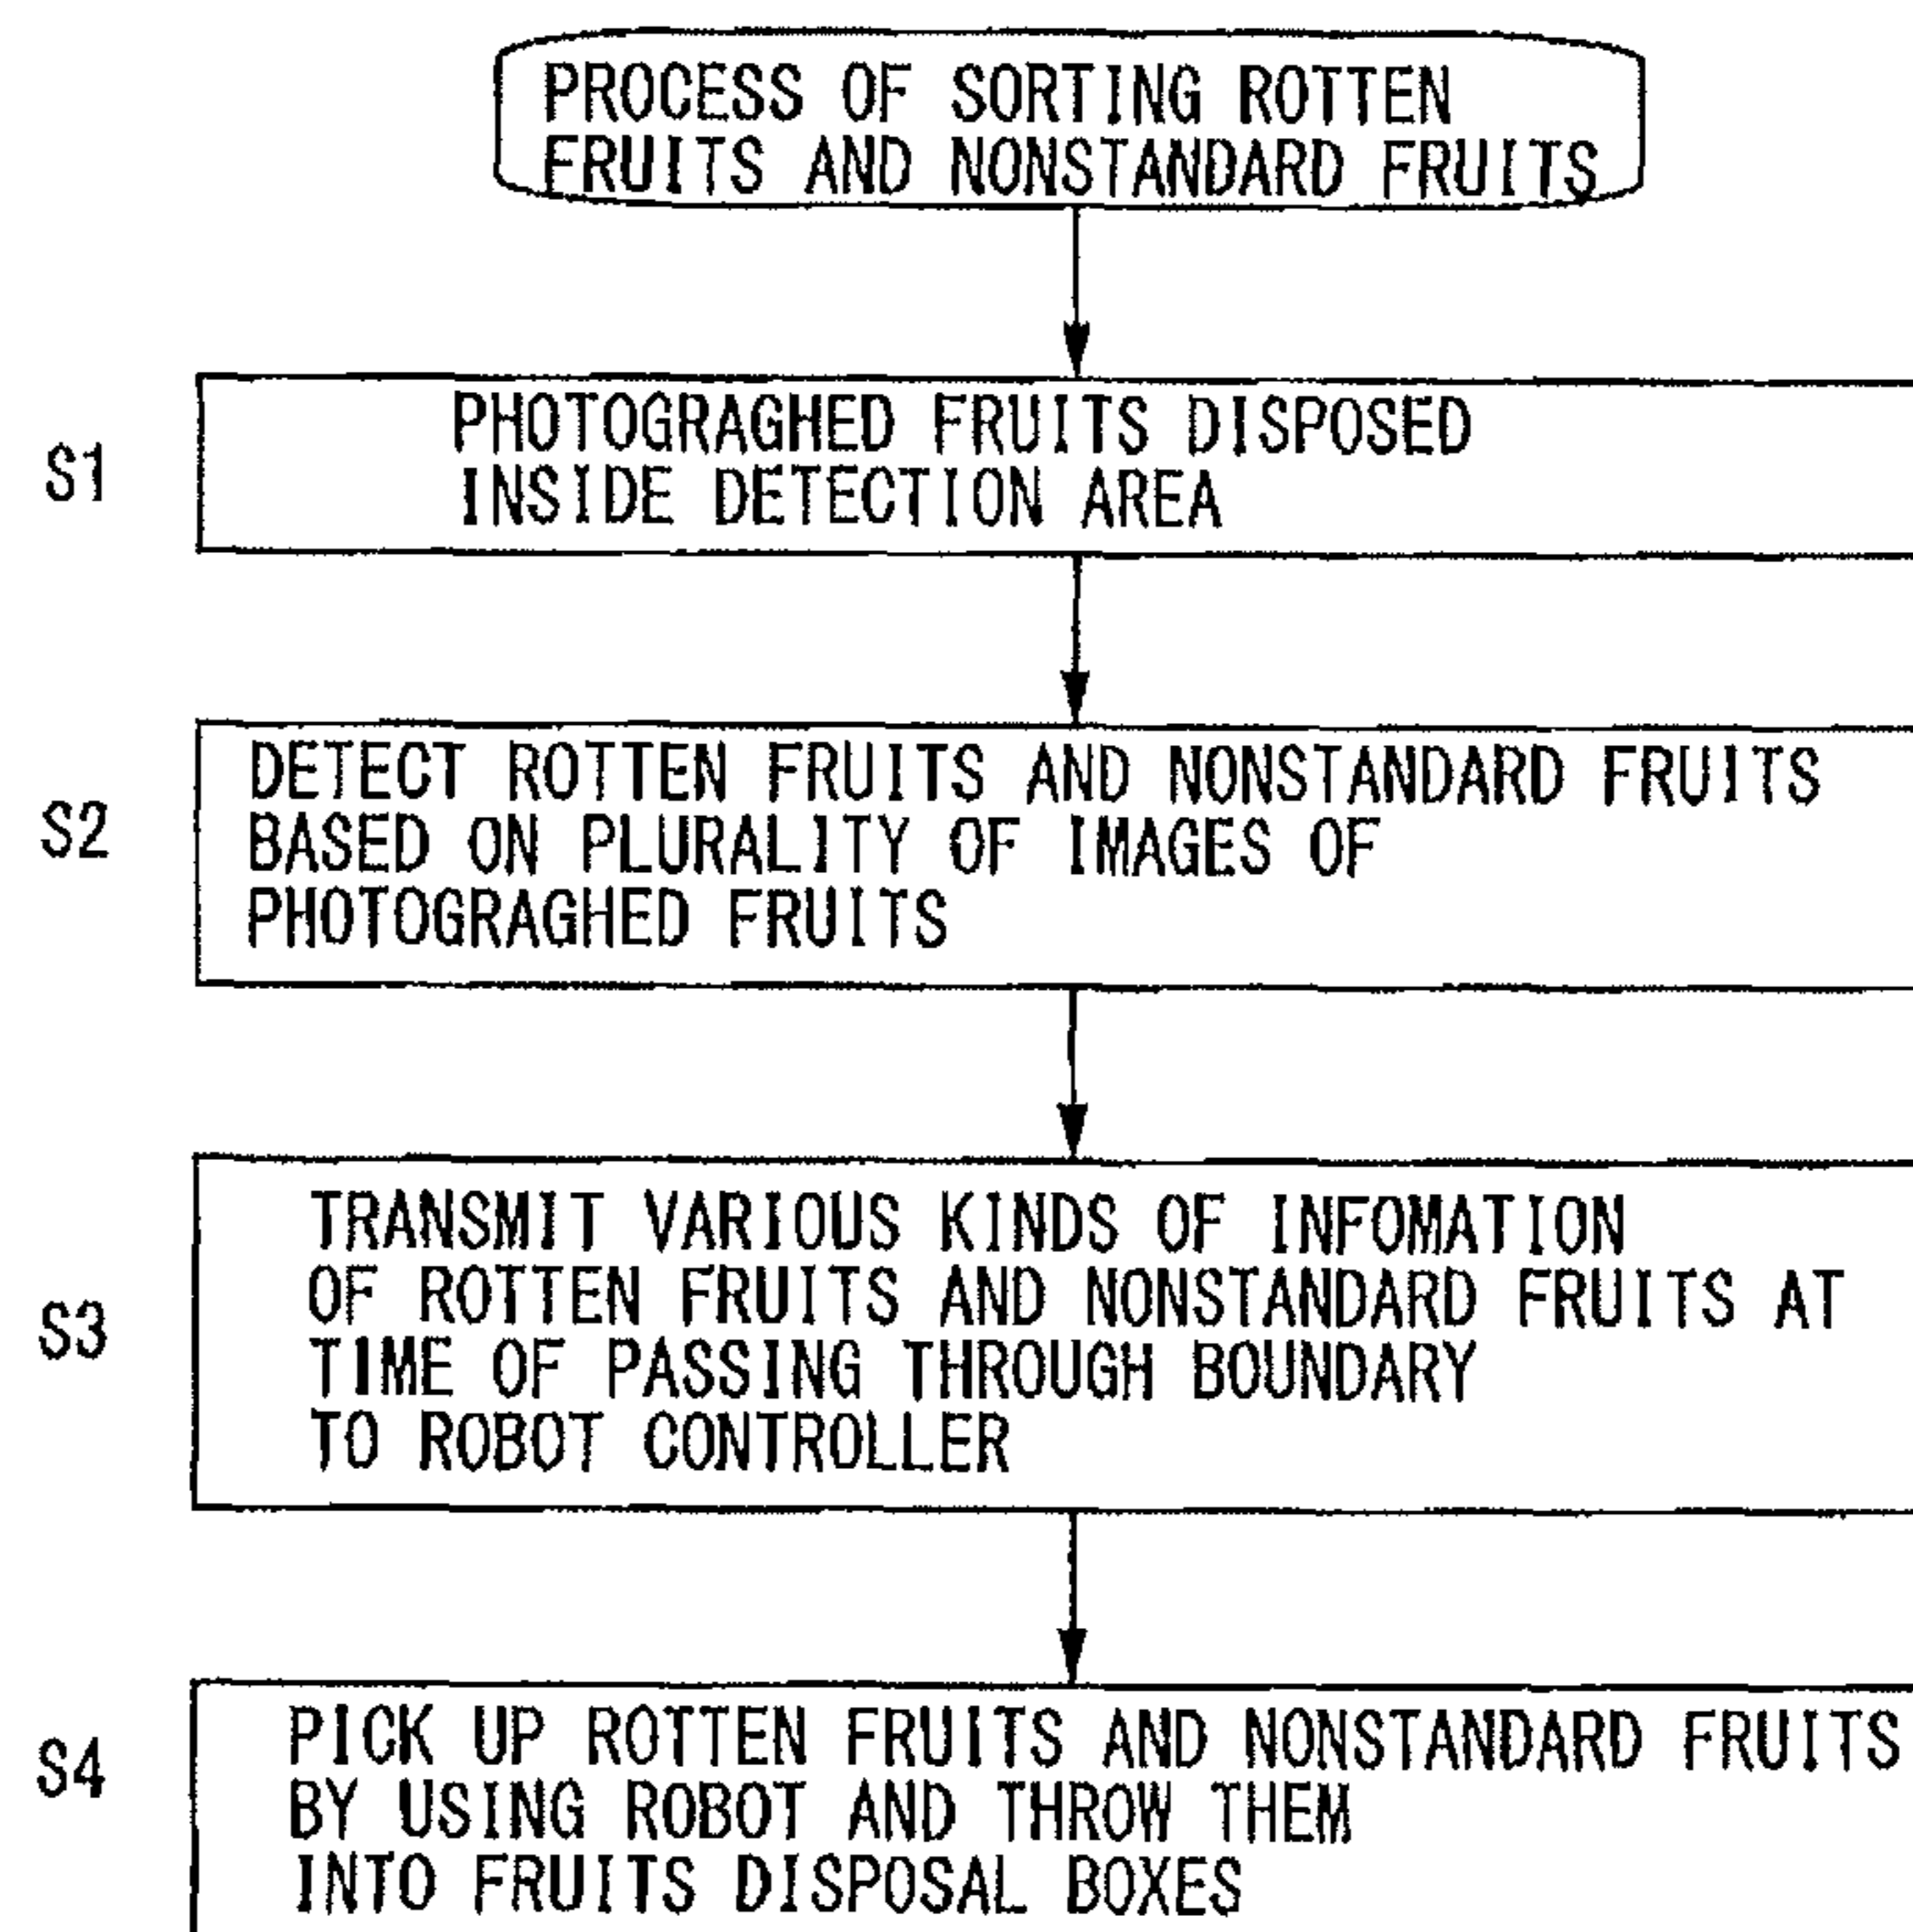 PROCESS OF SORTING ROTTEN
FRUITS AND NONSTANDARD FRUITS
S1
PHOTOGRAGHED FRUITS DISPOSED
INSIDE DETECTION AREA
S2
DETECT ROTTEN FRUITS AND NONSTANDARD FRUITS
BASED ON PLURALITY OF IMAGES OF
PHOTOGRAGHED FRUITS
S3
TRANSMIT VARIOUS KINDS OF INFOMATION
OF ROTTEN FRUITS AND NONSTANDARD FRUITS AT
TIME OF PASSING THROUGH BOUNDARY
TO ROBOT CONTROLLER
S4
PICK UP ROTTEN FRUITS AND NONSTANDARD FRUITS
BY USING ROBOT AND THROW THEM
INTO FRUITS DISPOSAL BOXES